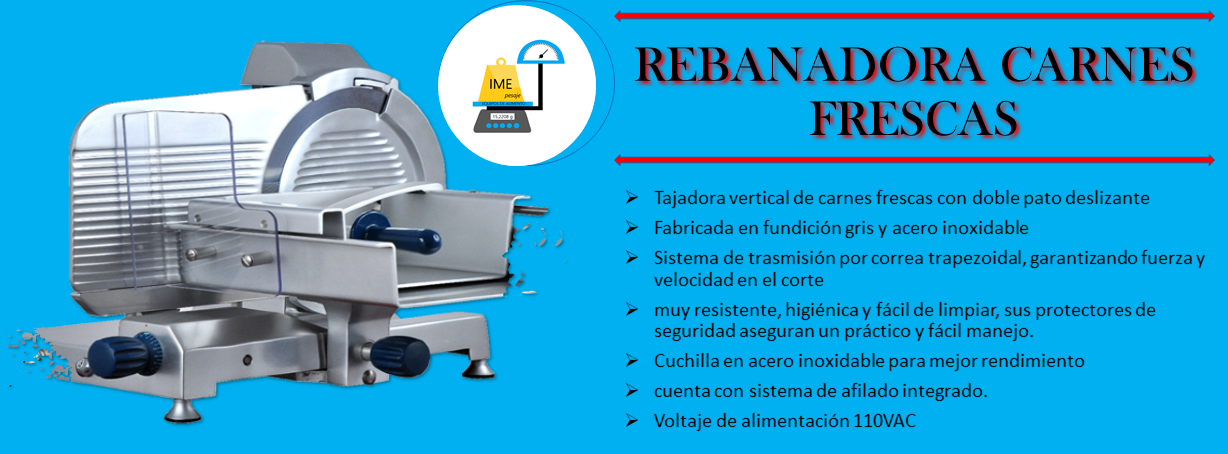 IME
pesaje
EQUIPOS DE ALIMENTO
REBANADORA CARNES
FRESCAS
Tajadora vertical de carnes frescas con doble pato deslizante
Fabricada en fundición gris y acero inoxidable
Sistema de trasmisión por correa trapezoidal, garantizando fuerza y
velocidad en el corte
muy resistente, higiénica y fácil de limpiar, sus protectores de
seguridad aseguran un práctico y fácil manejo.
Cuchilla en acero inoxidable para mejor rendimiento
cuenta con sistema de afilado integrado.
Voltaje de alimentación 110VAC